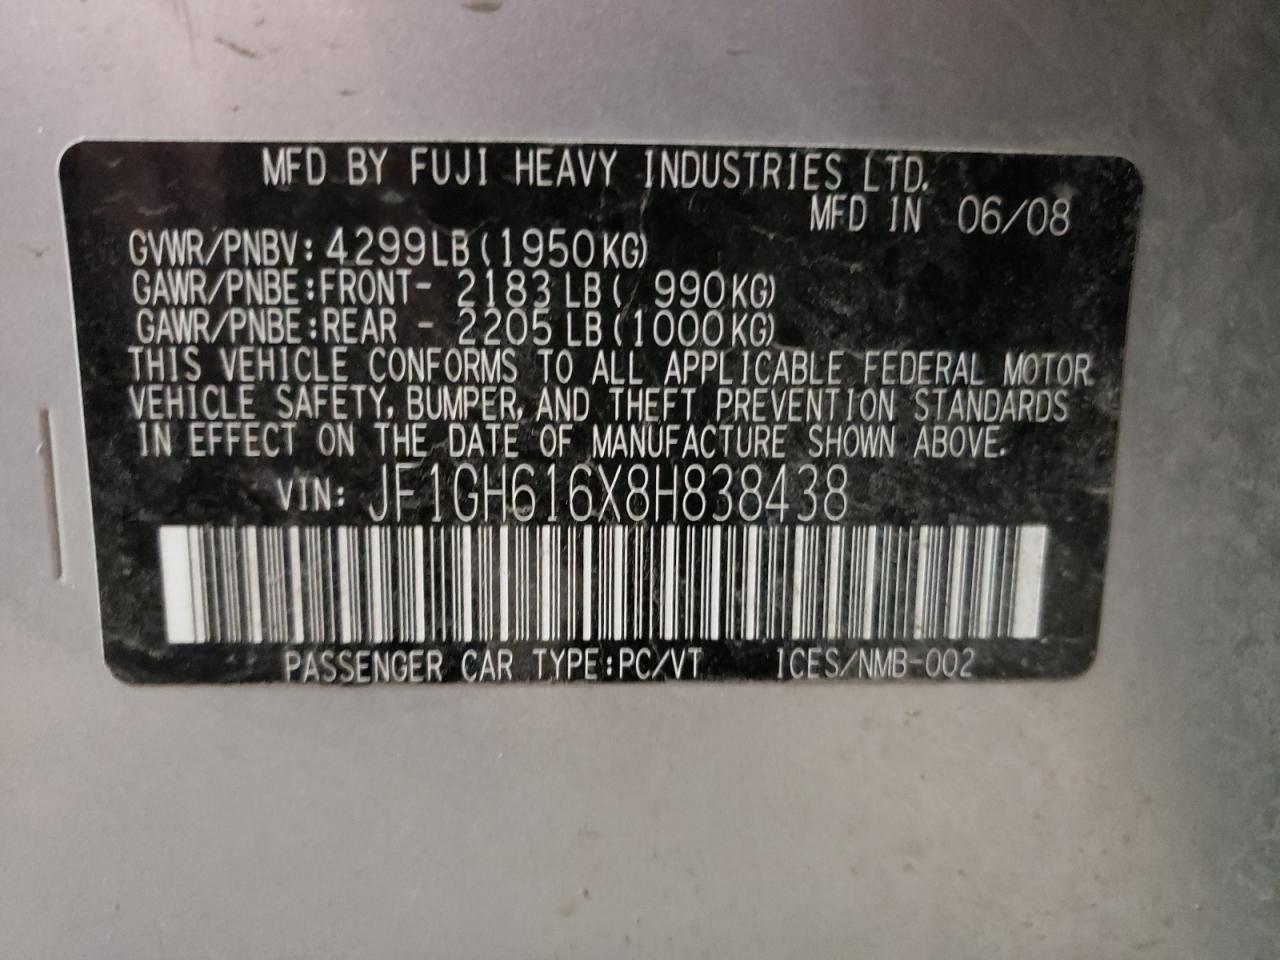 MFD BY FUJI HEAVY INDUSTRIES LTD.
MFD IN 06/08
GVWR/PNBV: 4299LB (1950KG)
GAWR/PNBE:FRONT- 2183 LB ( 990KG)
GAWR/PNBE:REAR - 2205 LB (1000KG)
THIS VEHICLE CONFORMS TO ALL APPLICABLE FEDERAL MOTOR
VEHICLE SAFETY, BUMPER, AND THEFT PREVENTION STANDARDS
IN EFFECT ON THE DATE OF MANUFACTURE SHOWN ABOVE.
VIN: JF1GH616X8H838438
PASSENGER CAR TYPE:PC/VT ICES/NMB-002